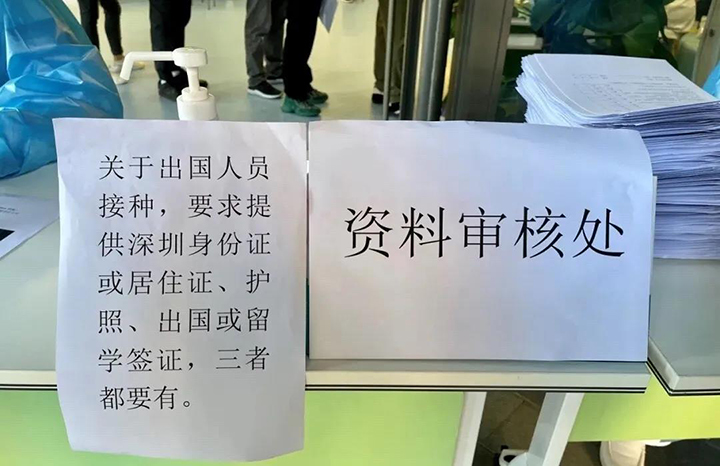 关于出国人员
接种，要求提
供深圳身份证
或居住证、护
照、出国或留
学签证，三者
都要有。
资料审核处